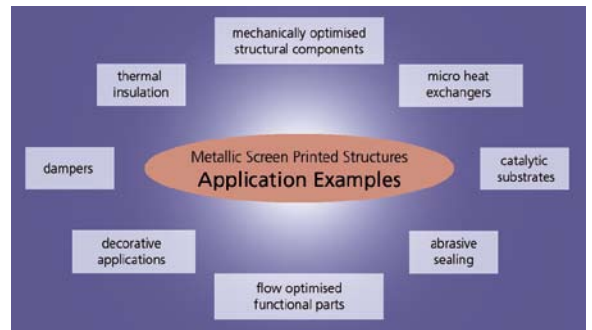 mechanically optimised
structural components
thermal
insulation
micro heat
exchangers
dampers
Metallic Screen Printed Structures
Application Examples
catalytic
substrates
decorative
applications
abrasive
sealing
flow optimised
functional parts